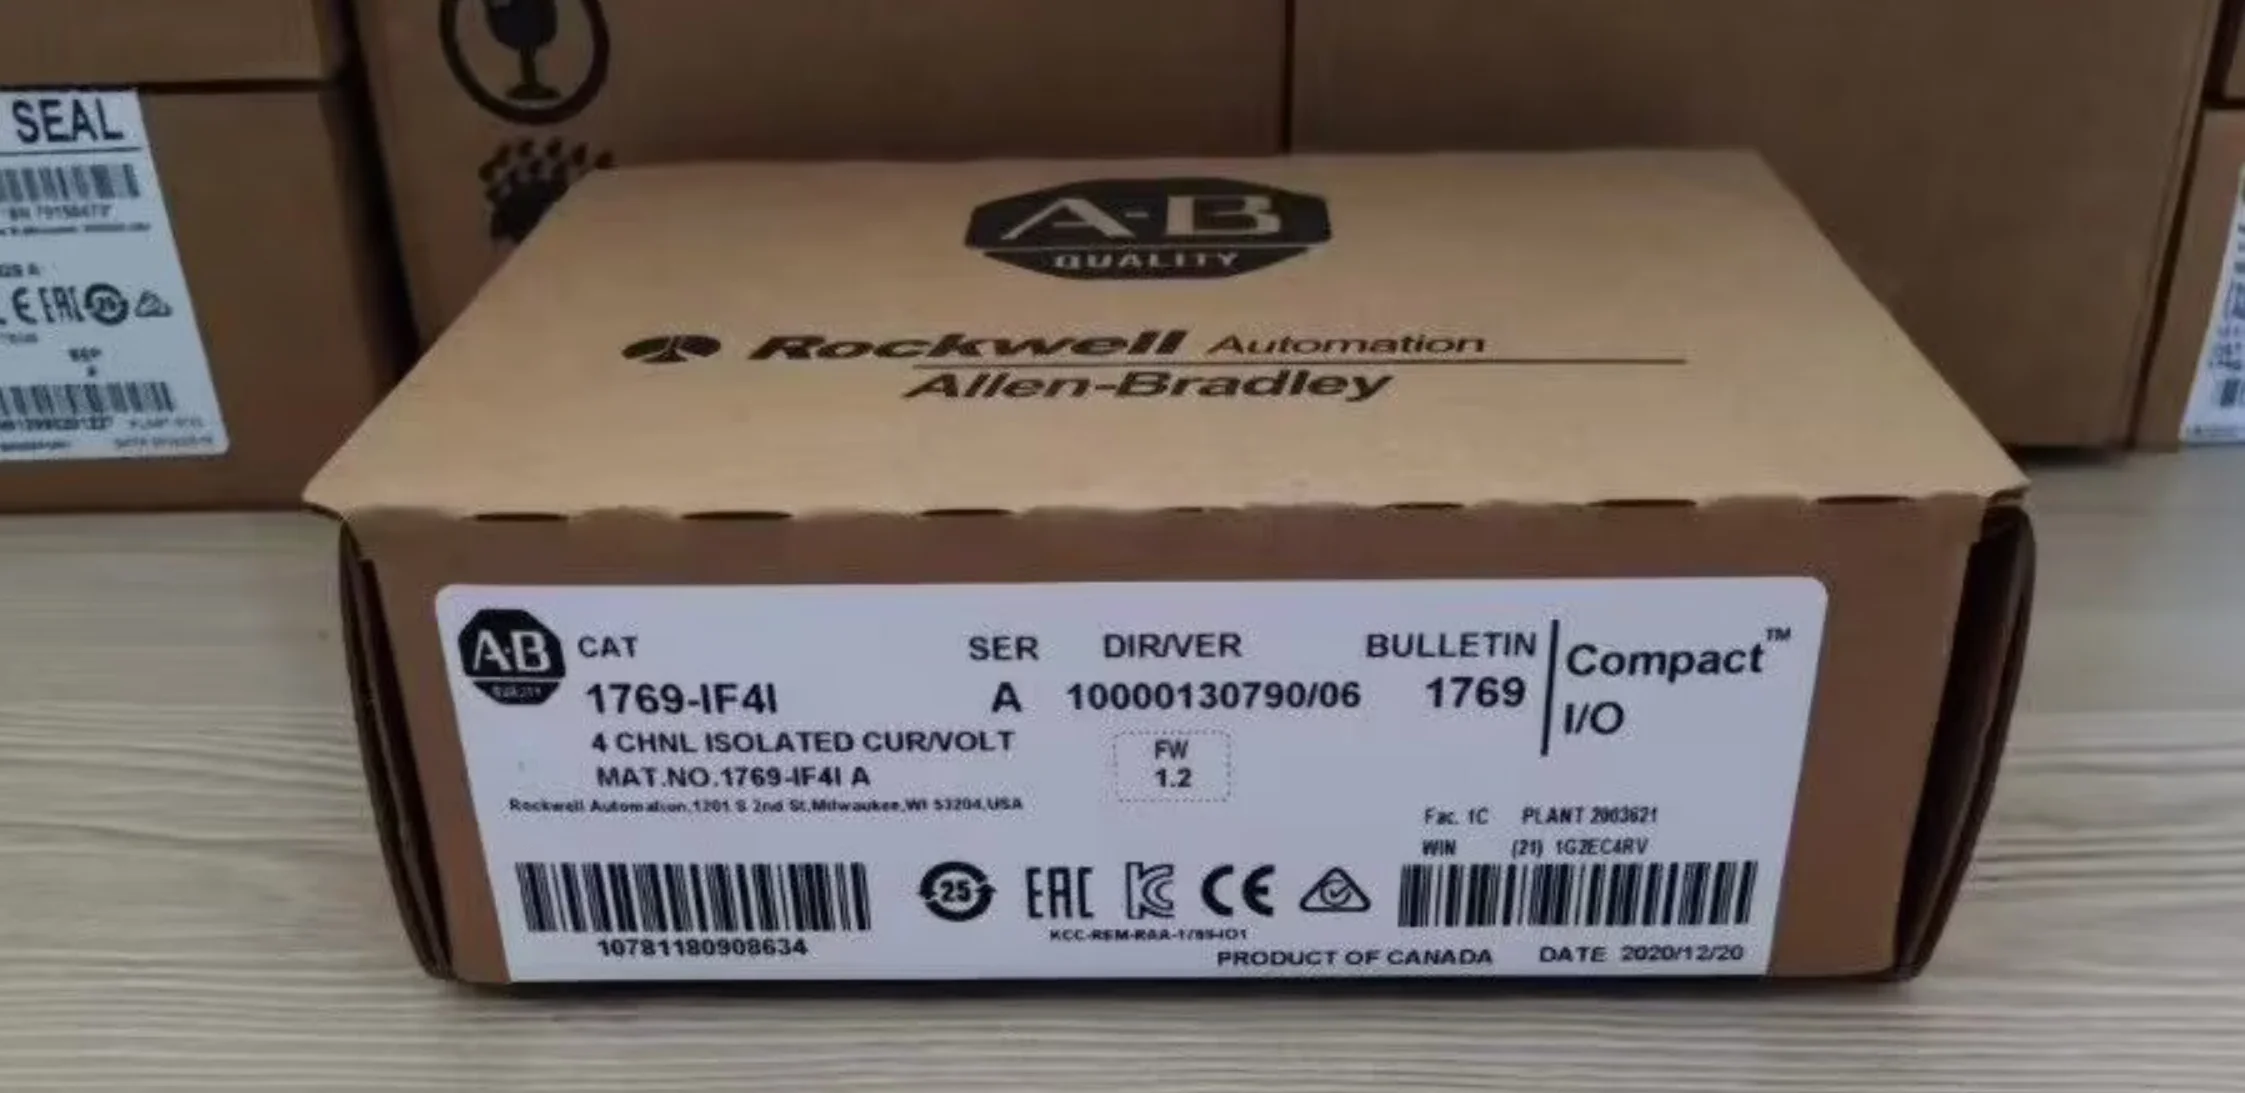 SEAL
A-B
QUALITY
Rockwell Automation
Allen-Bradley
A·B
QUALITY
CAT SER DIR/VER BULLETIN
1769-IF4I A 10000130790/06 1769
Compact™
I/O
4 CHNL ISOLATED CUR/VOLT
MAT.NO.1769-IF4I A
Rockwell Automation,1201 S 2nd St,Milwaukee,WI 53204,USA
FW
1.2
Fac. 1C PLANT 2003621
WIN (21) 1G2EC4RV
10781180908634
25 EAC KC CE
KCC-REM-RAA-1769-IO1
PRODUCT OF CANADA DATE 2020/12/20